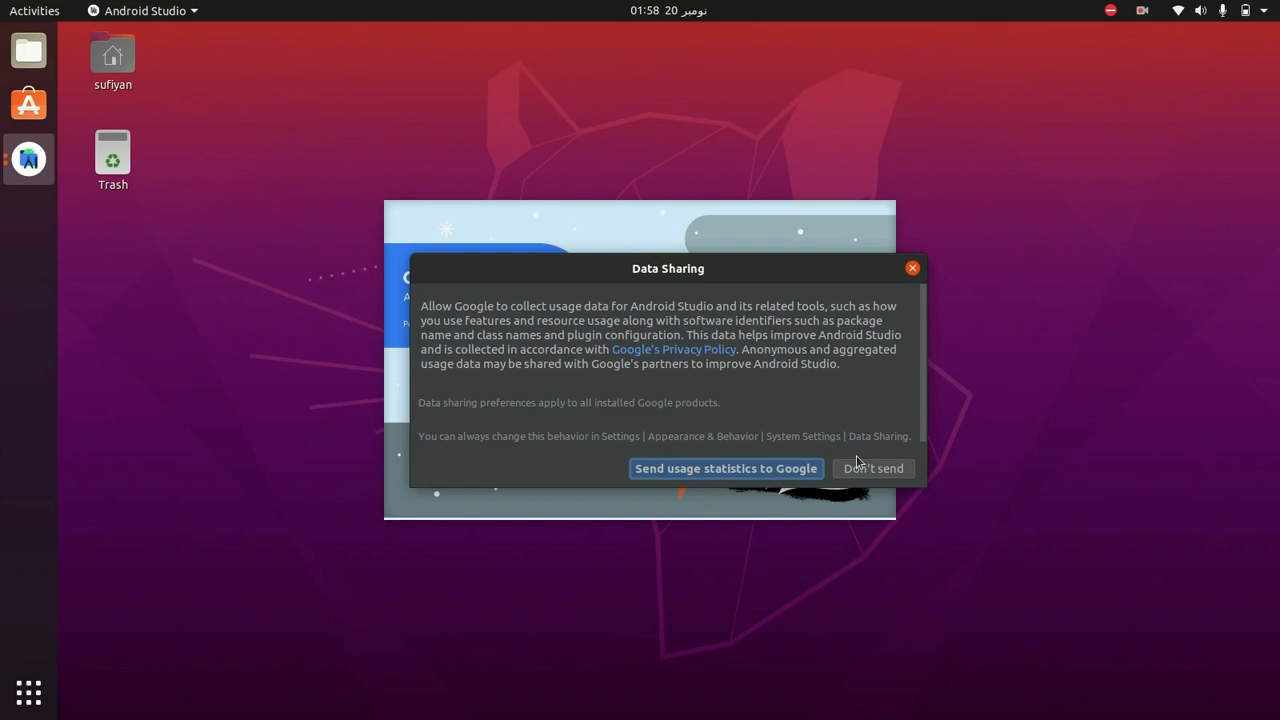 Activities
Android Studio
01:58 20 نومبر
sufiyan
Trash
Data Sharing
Allow Google to collect usage data for Android Studio and its related tools, such as how
you use features and resource usage along with software identifiers such as package
name and class names and plugin configuration. This data helps improve Android Studio
and is collected in accordance with Google's Privacy Policy. Anonymous and aggregated
usage data may be shared with Google's partners to improve Android Studio.
Data sharing preferences apply to all installed Google products.
You can always change this behavior in Settings | Appearance & Behavior | System Settings | Data Sharing.
Send usage statistics to Google
Don't send